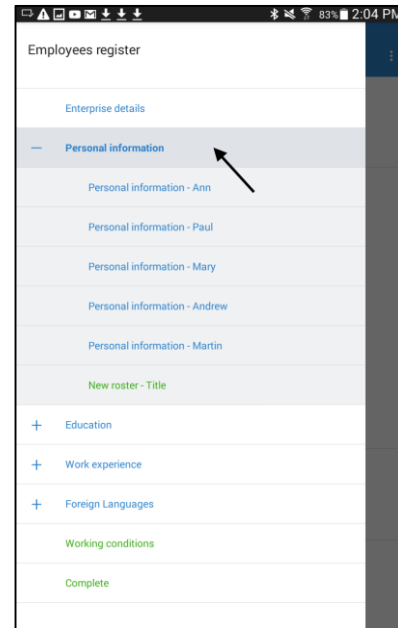 83% 2:04 PM
Employees register
Enterprise details
— Personal information
Personal information - Ann
Personal information - Paul
Personal information - Mary
Personal information - Andrew
Personal information - Martin
New roster - Title
+ Education
+ Work experience
+ Foreign Languages
Working conditions
Complete